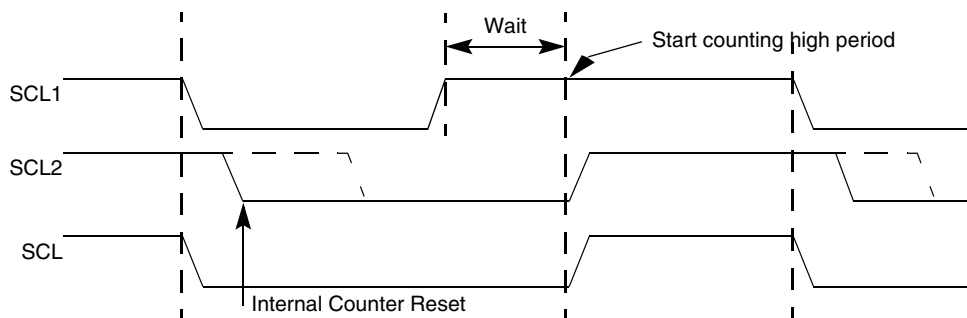 Wait
Start counting high period
SCL1
SCL2
SCL
Internal Counter Reset